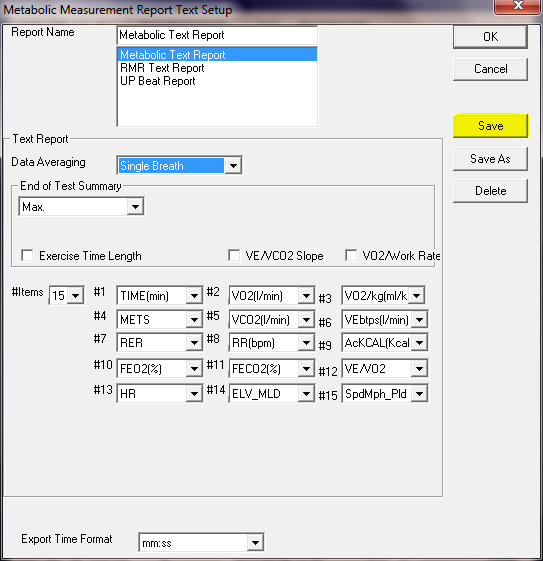 Metabolic Measurement Report Text Setup
Report Name
Metabolic Text Report
Metabolic Text Report
RMR Text Report
UP Beat Report
OK
Cancel
Save
Save As
Delete
Text Report
Data Averaging
Single Breath
End of Test Summary
Max.
Exercise Time Length
VE/VCO2 Slope
VO2/Work Rate
#Items
15
#1 TIME(min) #2 VO2(l/min) #3 VO2/kg(ml/k
#4 METS #5 VCO2(l/min) #6 VEbtps(l/min)
#7 RER #8 RR(bpm) #9 AcKCAL(Kcal
#10 FEO2(%) #11 FECO2(%) #12 VE/VO2
#13 HR #14 ELV_MLD #15 SpdMph_Pld
Export Time Format
mm:ss